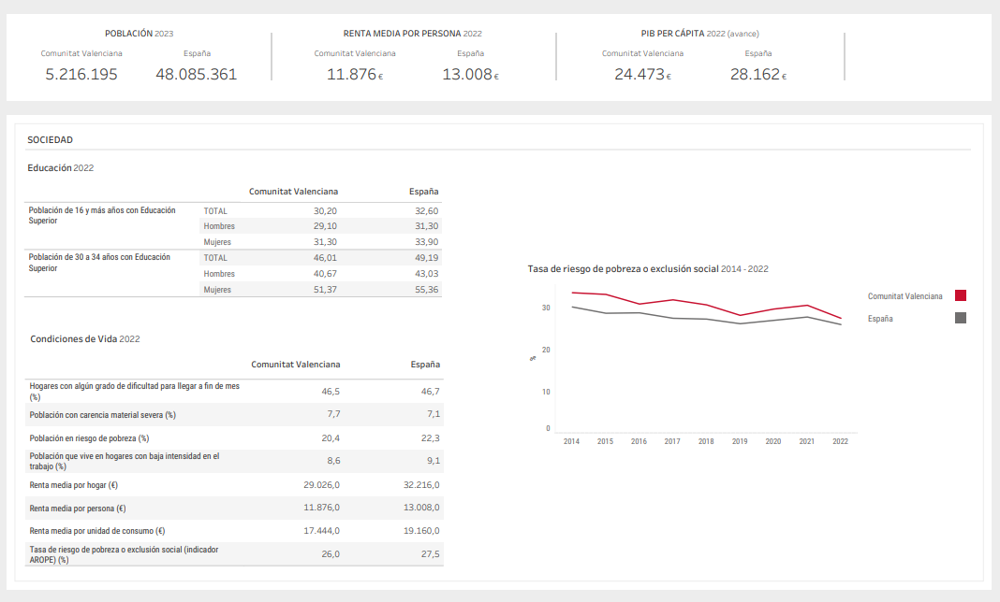 POBLACIÓN 2023
Comunitat Valenciana España
5.216.195 48.085.361
RENTA MEDIA POR PERSONA 2022
Comunitat Valenciana España
11.876 € 13.008 €
PIB PER CÁPITA 2022 (avance)
Comunitat Valenciana España
24.473 € 28.162 €
SOCIEDAD
Educación 2022
Comunitat Valenciana España
Población de 16 y más años con Educación
Superior
TOTAL 30,20 32,60
Hombres 29,10 31,30
Mujeres 31,30 33,90
Población de 30 a 34 años con Educación
Superior
TOTAL 46,01 49,19
Hombres 40,67 43,03
Mujeres 51,37 55,36
Condiciones de Vida 2022
Comunitat Valenciana España
Hogares con algún grado de dificultad para llegar a fin de mes
(%) 46,5 46,7
Población con carencia material severa (%) 7,7 7,1
Población en riesgo de pobreza (%) 20,4 22,3
Población que vive en hogares con baja intensidad en el
trabajo (%) 8,6 9,1
Renta media por hogar (€) 29.026,0 32.216,0
Renta media por persona (€) 11.876,0 13.008,0
Renta media por unidad de consumo (€) 17.444,0 19.160,0
Tasa de riesgo de pobreza o exclusión social (indicador
AROPE) (%) 26,0 27,5
Tasa de riesgo de pobreza o exclusión social 2014 - 2022
30
20
%
10
0
2014 2015 2016 2017 2018 2019 2020 2021 2022
Comunitat Valenciana
España